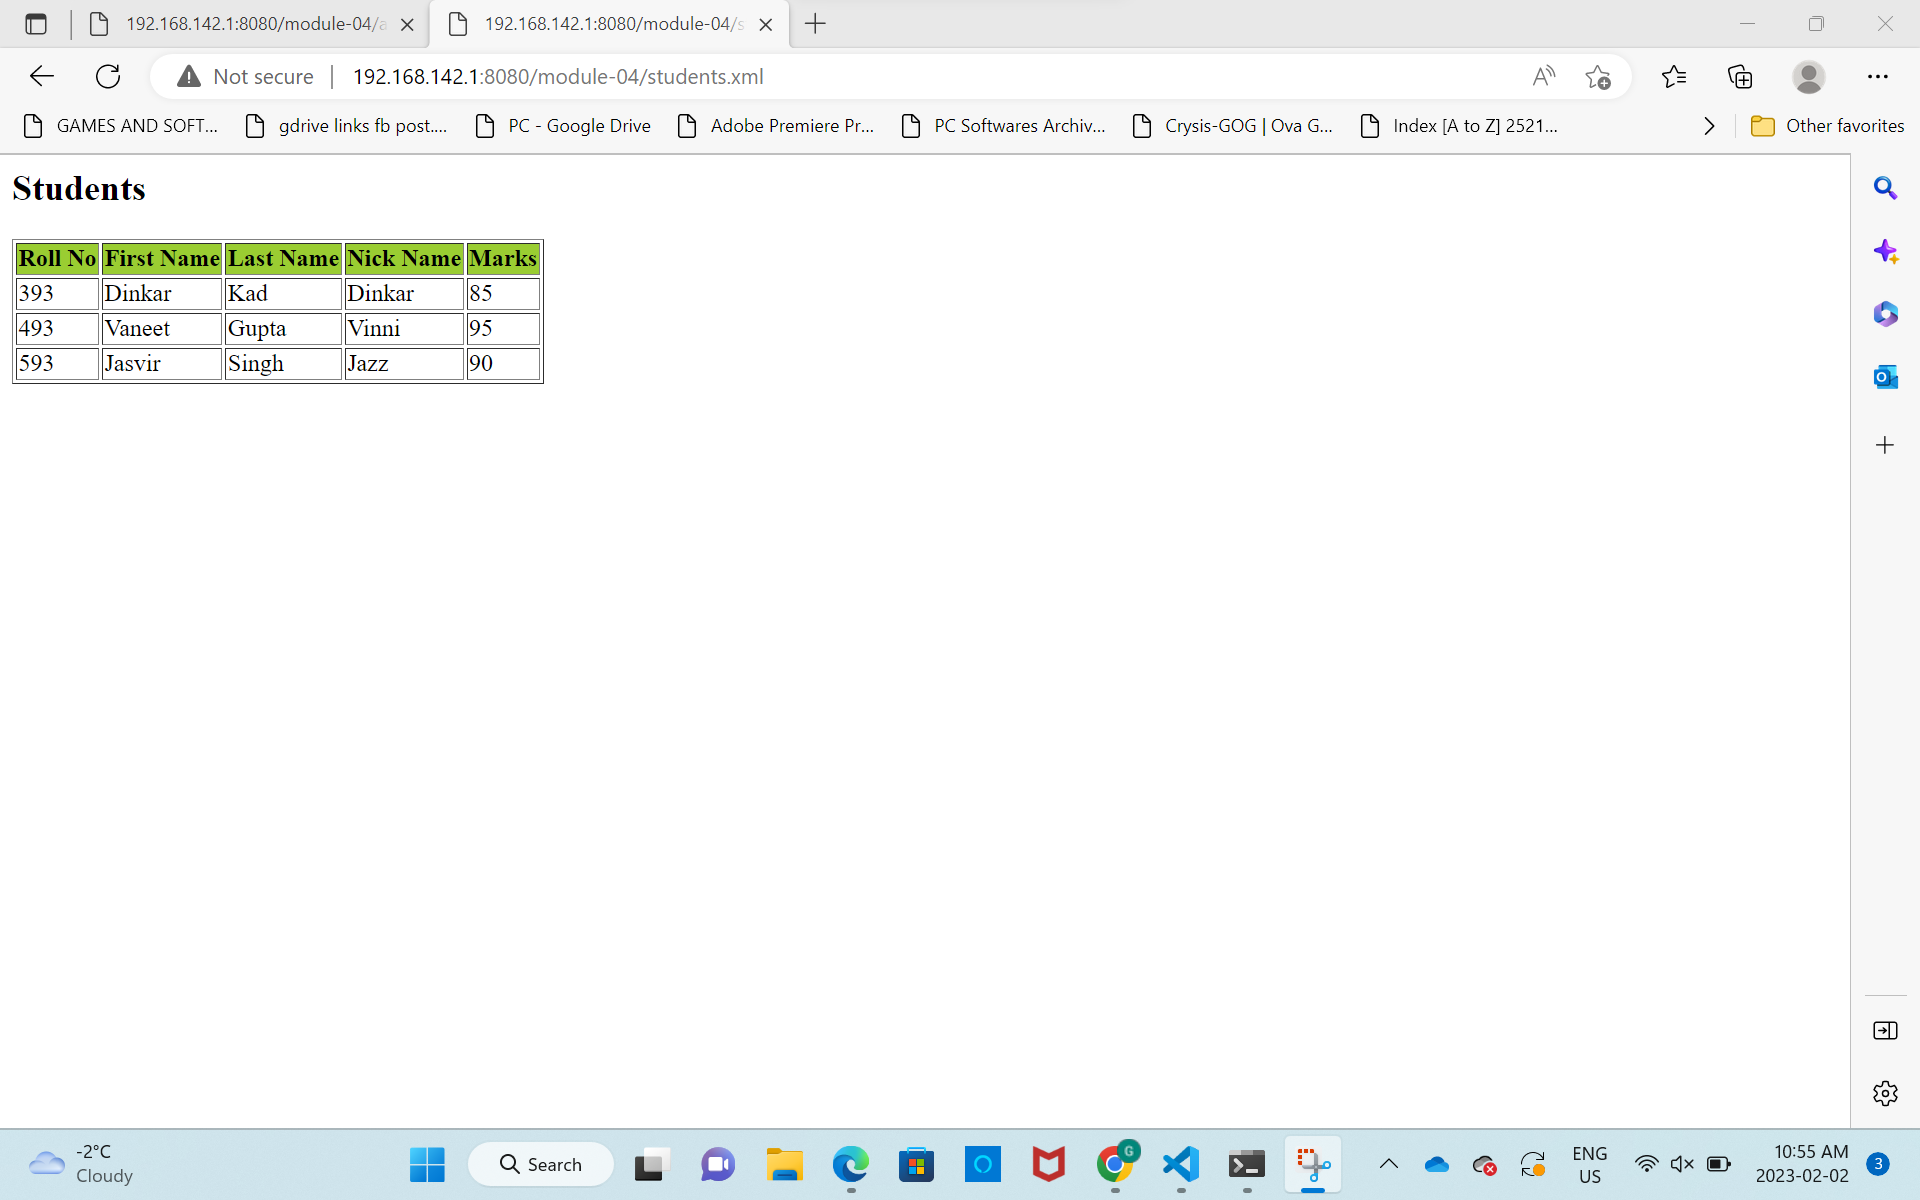 192.168.142.1:8080/module-04/a 192.168.142.1:8080/module-04/s
Not secure 192.168.142.1:8080/module-04/students.xml
GAMES AND SOFT... gdrive links fb post.... PC - Google Drive Adobe Premiere Pr... PC Softwares Archiv... Crysis-GOG | Ova G... Index [A to Z] 2521... Other favorites
Students
Roll No First Name Last Name Nick Name Marks
393 Dinkar Kad Dinkar 85
493 Vaneet Gupta Vinni 95
593 Jasvir Singh Jazz 90
-2°C
Cloudy
Search
G
ENG
US
10:55 AM
2023-02-02
3